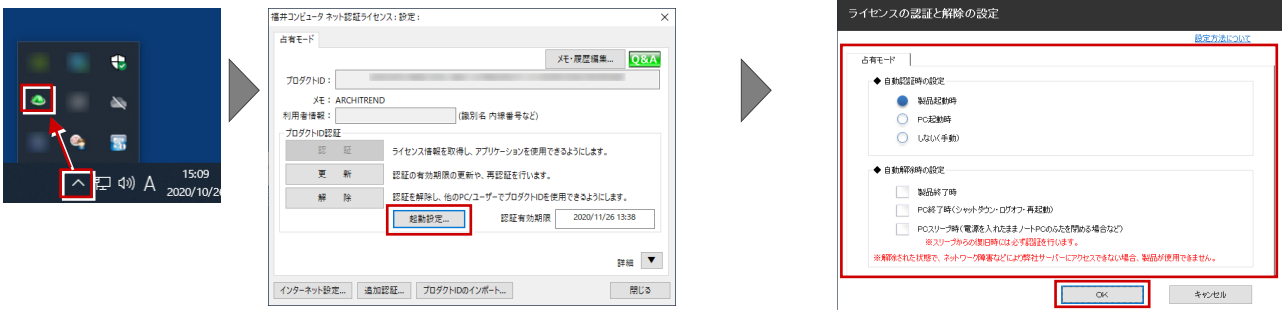 A
15:09
2020/10/2
福井コンピュータ ネット認証ライセンス : 設定 :
占有モード
メモ・履歴編集...
Q&A
プロダクトID :
メモ : ARCHITREND
利用者情報 :
(識別名 内線番号など)
プロダクトID認証
認 証
ライセンス情報を取得し、アプリケーションを使用できるようにします。
更 新
認証の有効期限の更新や、再認証を行います。
解 除
認証を解除し、他のPC/ユーザーでプロダクトIDを使用できるようにします。
起動設定...
認証有効期限
2020/11/26 13:38
詳細
インターネット設定...
追加認証...
プロダクトIDのインポート...
閉じる
ライセンスの認証と解除の設定
設定方法について
占有モード
◆ 自動認証時の設定
製品起動時
PC起動時
しない(手動)
◆ 自動解除時の設定
製品終了時
PC終了時(シャットダウン・ログオフ・再起動)
PCスリープ時(電源を入れたままノートPCのふたを閉める場合など)
※スリープからの復旧時には必ず認証を行います。
※解除された状態で、ネットワーク障害などにより弊社サーバーにアクセスできない場合、製品が使用できません。
OK
キャンセル